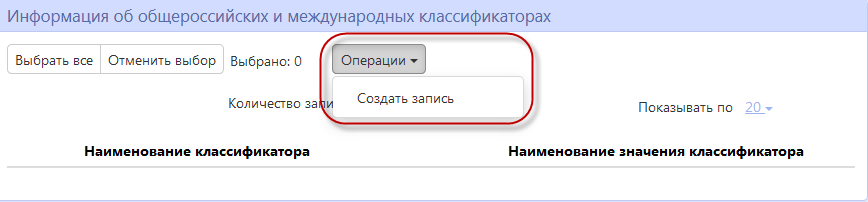 Информация об общероссийских и международных классификаторах
Выбрать все Отменить выбор Выбрано: 0 Операции
Создать запись
Количество запи Показывать по 20
Наименование классификатора Наименование значения классификатора